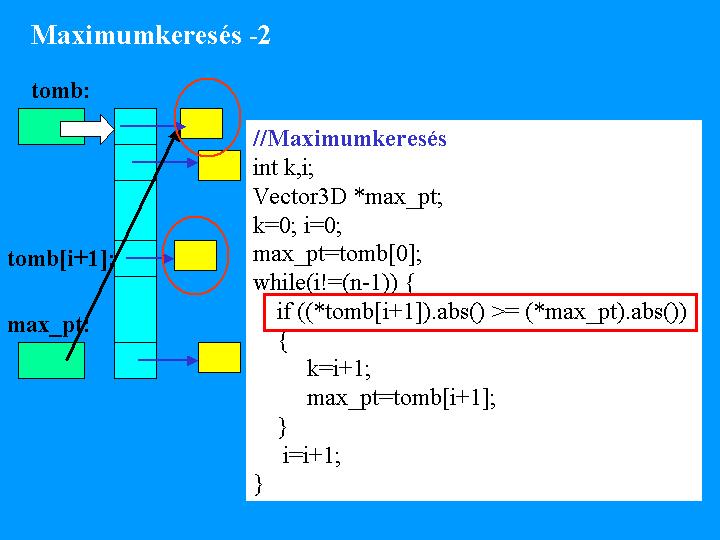 Maximumkeresés -2
tomb:
tomb[i+1]:
max_pt:
//Maximumkeresés
int k,i;
Vector3D *max_pt;
k=0; i=0;
max_pt=tomb[0];
while(i!=(n-1)) {
if ((*tomb[i+1]).abs() >= (*max_pt).abs())
{
k=i+1;
max_pt=tomb[i+1];
}
i=i+1;
}